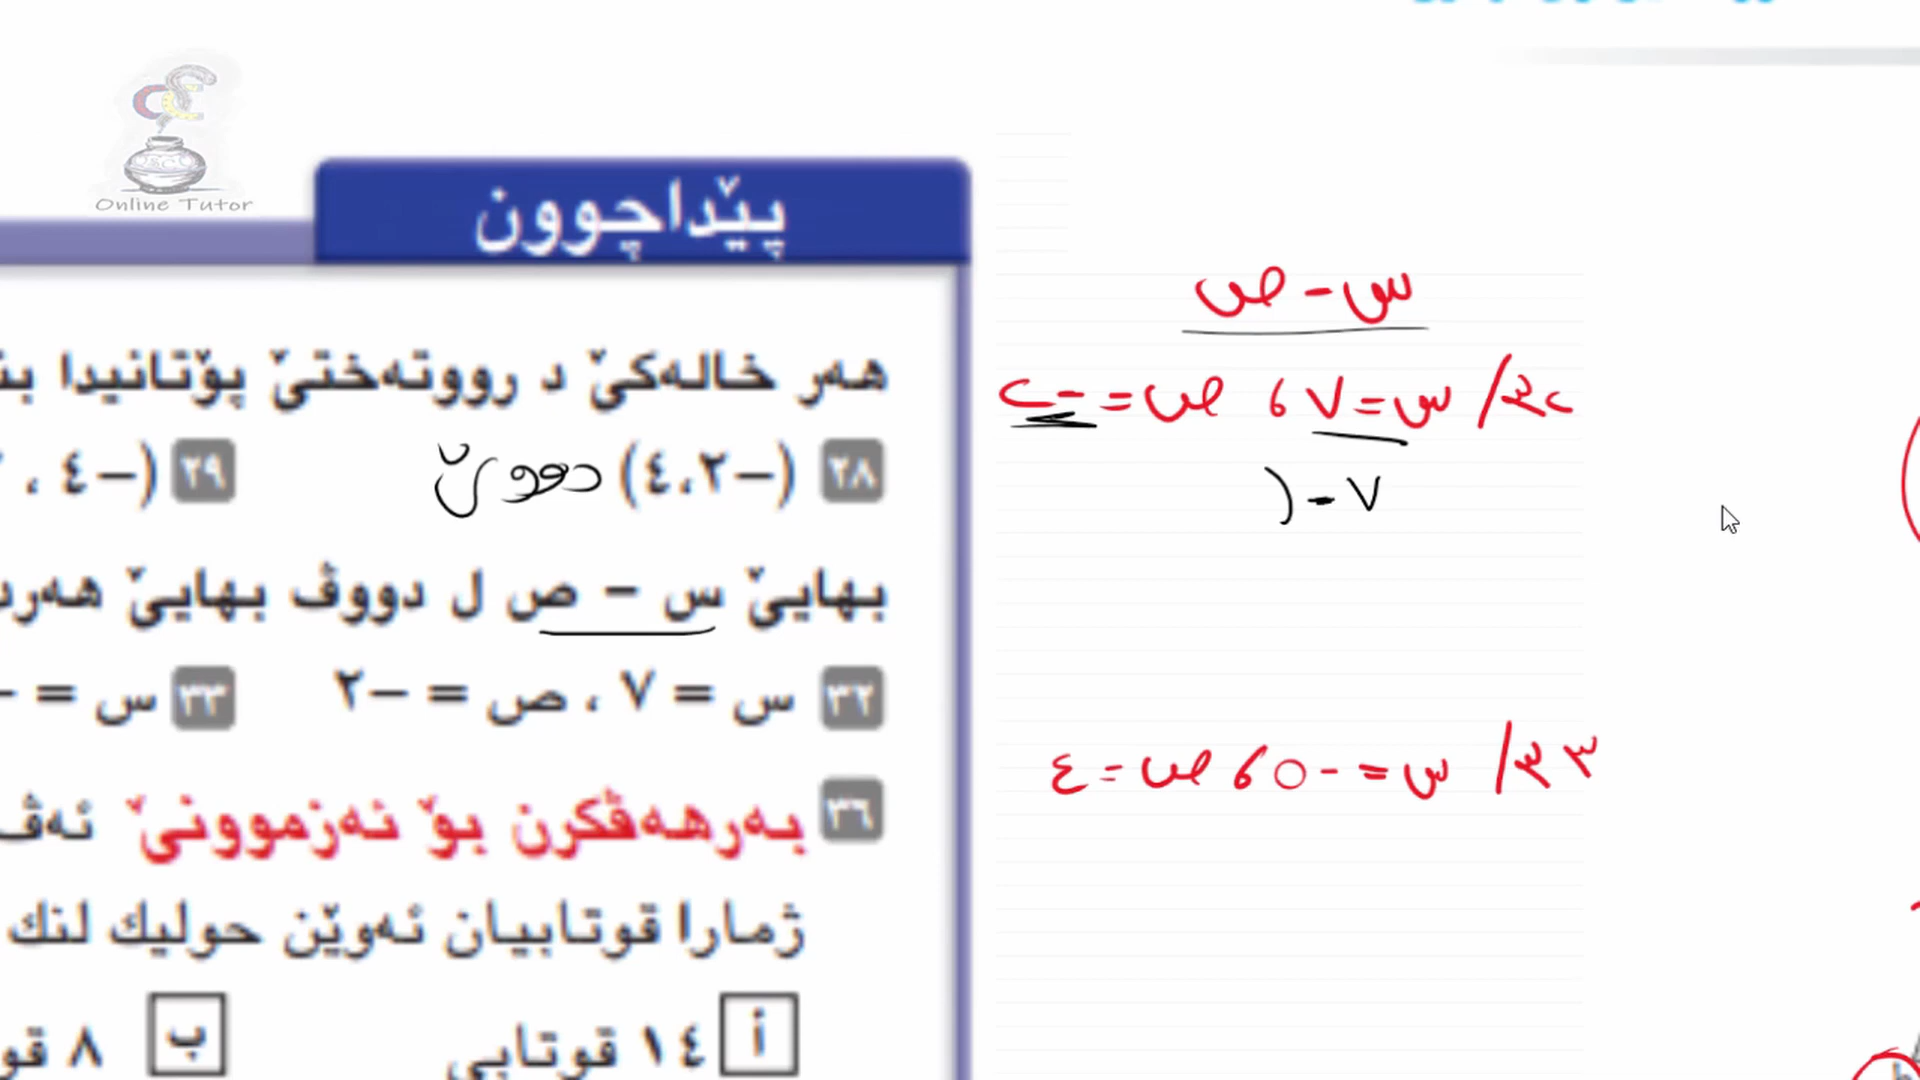 Online Tutor
پێداچوون
هەر خالەکێ د رووتەختێ پۆتانیدا
٢٨ (−٢،٤) دووێ ٢٩ (−٤ ،
بهایێ س − ص ل دووڤ بهایێ
٣٢ س = ٧ ، ص = −٢ ٣٣ س = −
٣٦ بەرهەڤکرن بۆ ئەزموونێ ئەڤ
ژمارا قوتابیان ئەوێن حولیك لنك
أ ١٤ قوتابی ب ٨
س - ص
٣٢/ س = ٧ ، ص = -٢
٧ - (
٣٣/ س = -٥ ، ص = ٤